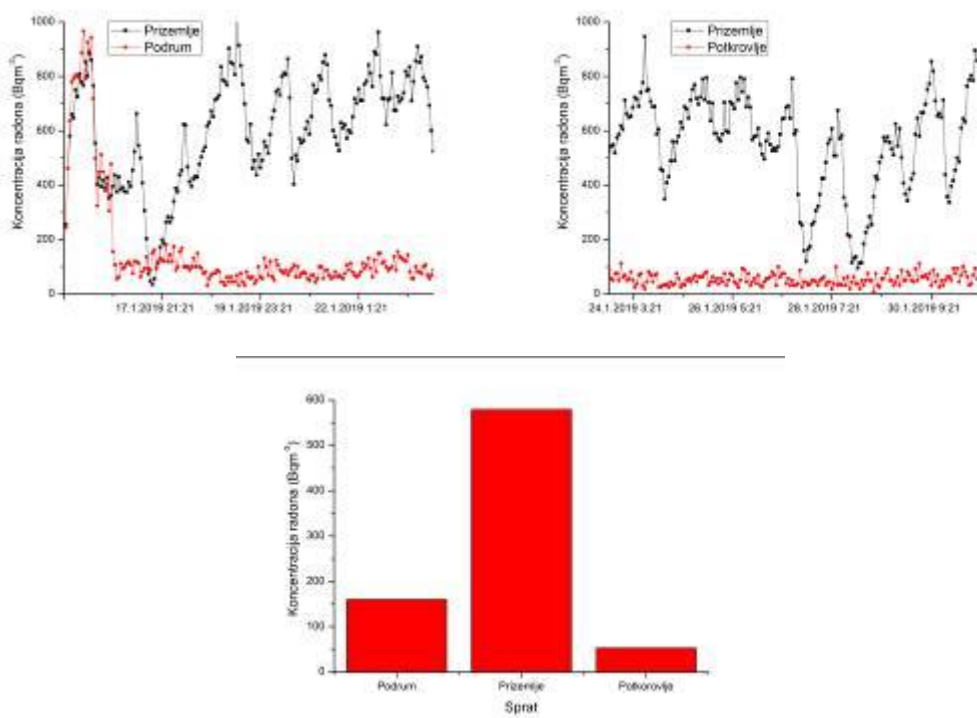 Prizemlje
Podrum
Koncentracija radona (Bqm⁻³)
1000
800
600
400
200
0
17.1.2019 21:21
19.1.2019 23:21
22.1.2019 1:21
Prizemlje
Potkrovlje
Koncentracija radona (Bqm⁻³)
1000
800
600
400
200
0
24.1.2019 3:21
26.1.2019 5:21
28.1.2019 7:21
30.1.2019 9:21
Koncentracija radona (Bqm⁻³)
600
500
400
300
200
100
0
Podrum
Prizemlje
Potkorovlje
Sprat